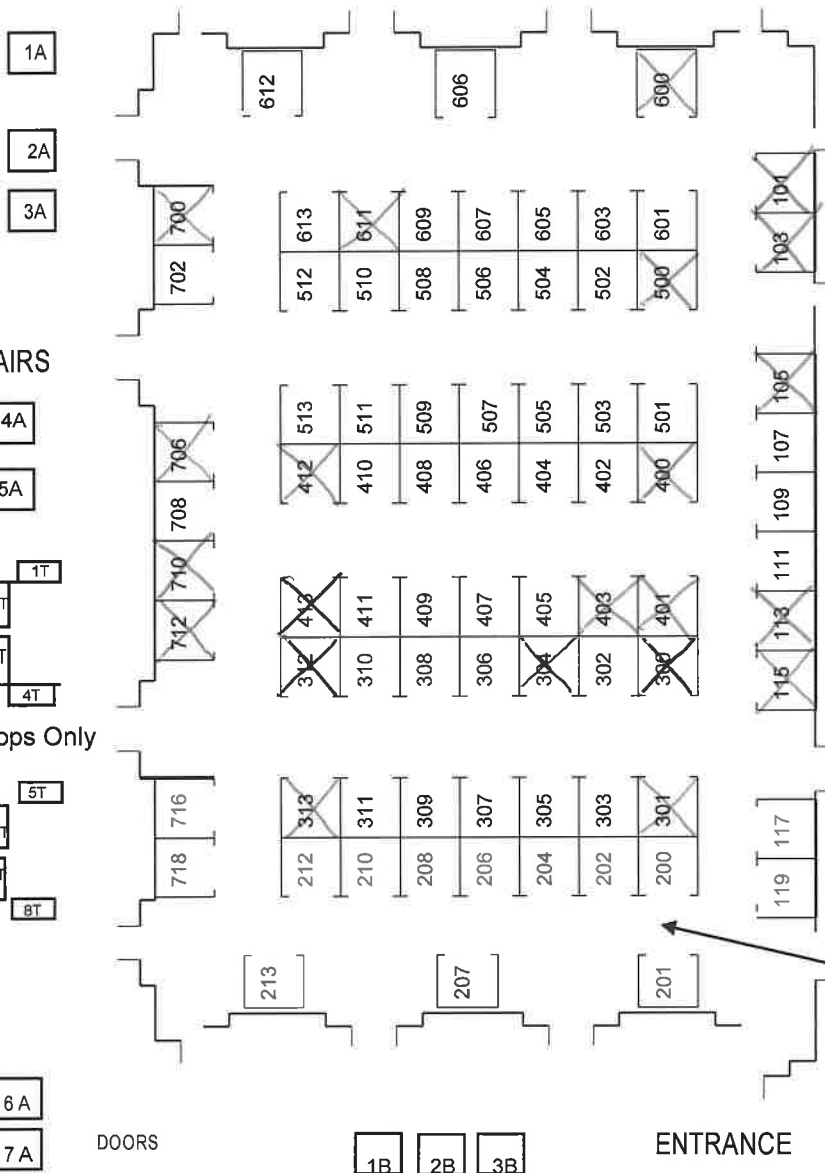 1A
612 606 600
2A
101
3A
700 613 611 609 607 605 603 601 103
702 512 510 508 506 504 502 500
AIRS
105
4A
513 511 509 507 505 503 501 107
706 412 410 408 406 404 402 400
5A
708 109
1T
710 413 411 409 407 405 403 401 111
T
712 113
T
312 310 308 306 304 302 300 115
4T
ops Only
5T
716 313 311 309 307 305 303 301 117
T
718 212 210 208 206 204 202 200 119
T
8T
213 207 201
6 A
7 A DOORS 1B 2B 3B ENTRANCE